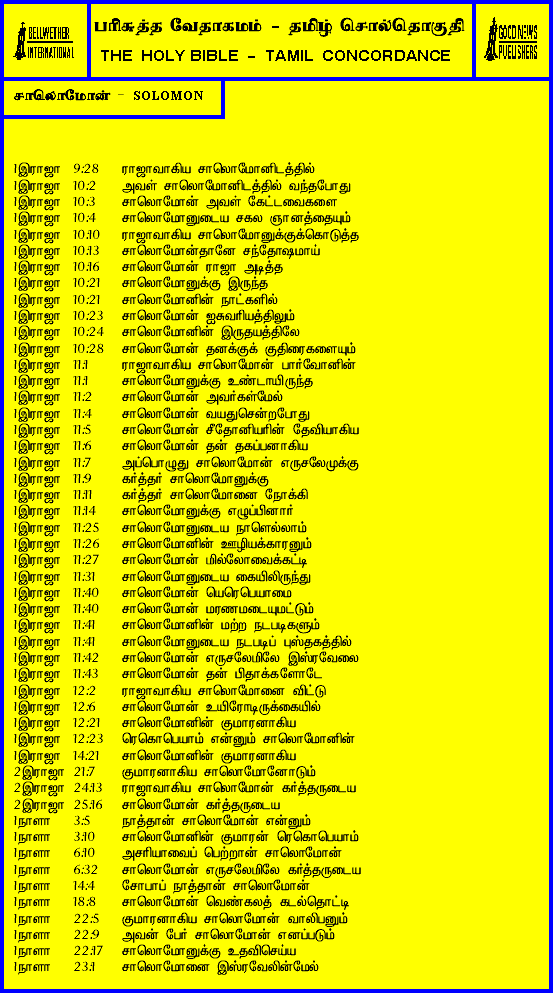 BELLWETHER
INTERNATIONAL
பரிசுத்த வேதாகமம் - தமிழ் சொல்தொகுதி
THE HOLY BIBLE - TAMIL CONCORDANCE
GOOD NEWS
PUBLISHERS
சாலொமோன் - SOLOMON
1இராஜா 9:28 ராஜாவாகிய சாலொமோனிடத்தில்
1இராஜா 10:2 அவள் சாலொமோனிடத்தில் வந்தபோது
1இராஜா 10:3 சாலொமோன் அவள் கேட்டவைகளை
1இராஜா 10:4 சாலொமோனுடைய சகல ஞானத்தையும்
1இராஜா 10:10 ராஜாவாகிய சாலொமோனுக்குக்கொடுத்த
1இராஜா 10:13 சாலொமோன்தானே சந்தோஷமாய்
1இராஜா 10:16 சாலொமோன் ராஜா அடித்த
1இராஜா 10:21 சாலொமோனுக்கு இருந்த
1இராஜா 10:21 சாலொமோனின் நாட்களில்
1இராஜா 10:23 சாலொமோன் ஐசுவரியத்திலும்
1இராஜா 10:24 சாலொமோனின் இருதயத்திலே
1இராஜா 10:28 சாலொமோன் தனக்குக் குதிரைகளையும்
1இராஜா 11:1 ராஜாவாகிய சாலொமோன் பார்வோனின்
1இராஜா 11:1 சாலொமோனுக்கு உண்டாயிருந்த
1இராஜா 11:2 சாலொமோன் அவர்கள்மேல்
1இராஜா 11:4 சாலொமோன் வயதுசென்றபோது
1இராஜா 11:5 சாலொமோன் சீதோனியரின் தேவியாகிய
1இராஜா 11:6 சாலொமோன் தன் தகப்பனாகிய
1இராஜா 11:7 அப்பொழுது சாலொமோன் எருசலேமுக்கு
1இராஜா 11:9 கர்த்தர் சாலொமோனுக்கு
1இராஜா 11:11 கர்த்தர் சாலொமோனை நோக்கி
1இராஜா 11:14 சாலொமோனுக்கு எழுப்பினார்
1இராஜா 11:25 சாலொமோனுடைய நாளெல்லாம்
1இராஜா 11:26 சாலொமோனின் ஊழியக்காரனும்
1இராஜா 11:27 சாலொமோன் மில்லோவைக்கட்டி
1இராஜா 11:31 சாலொமோனுடைய கையிலிருந்து
1இராஜா 11:40 சாலொமோன் யெரெபெயாமை
1இராஜா 11:40 சாலொமோன் மரணமடையுமட்டும்
1இராஜா 11:41 சாலொமோனின் மற்ற நடபடிகளும்
1இராஜா 11:41 சாலொமோனுடைய நடபடிப் புஸ்தகத்தில்
1இராஜா 11:42 சாலொமோன் எருசலேமிலே இஸ்ரவேலை
1இராஜா 11:43 சாலொமோன் தன் பிதாக்களோடே
1இராஜா 12:2 ராஜாவாகிய சாலொமோனை விட்டு
1இராஜா 12:6 சாலொமோன் உயிரோடிருக்கையில்
1இராஜா 12:21 சாலொமோனின் குமாரனாகிய
1இராஜா 12:23 ரெகொபெயாம் என்னும் சாலொமோனின்
1இராஜா 14:21 சாலொமோனின் குமாரனாகிய
2இராஜா 21:7 குமாரனாகிய சாலொமோனோடும்
2இராஜா 24:13 ராஜாவாகிய சாலொமோன் கர்த்தருடைய
2இராஜா 25:16 சாலொமோன் கர்த்தருடைய
1நாளா 3:5 நாத்தான் சாலொமோன் என்னும்
1நாளா 3:10 சாலொமோனின் குமாரன் ரெகொபெயாம்
1நாளா 6:10 அசரியாவைப் பெற்றான் சாலொமோன்
1நாளா 6:32 சாலொமோன் எருசலேமிலே கர்த்தருடைய
1நாளா 14:4 சோபாப் நாத்தான் சாலொமோன்
1நாளா 18:8 சாலொமோன் வெண்கலத் கடல்தொட்டி
1நாளா 22:5 குமாரனாகிய சாலொமோன் வாலிபனும்
1நாளா 22:9 அவன் பேர் சாலொமோன் எனப்படும்
1நாளா 22:17 சாலொமோனுக்கு உதவிசெய்ய
1நாளா 23:1 சாலொமோனை இஸ்ரவேலின்மேல்